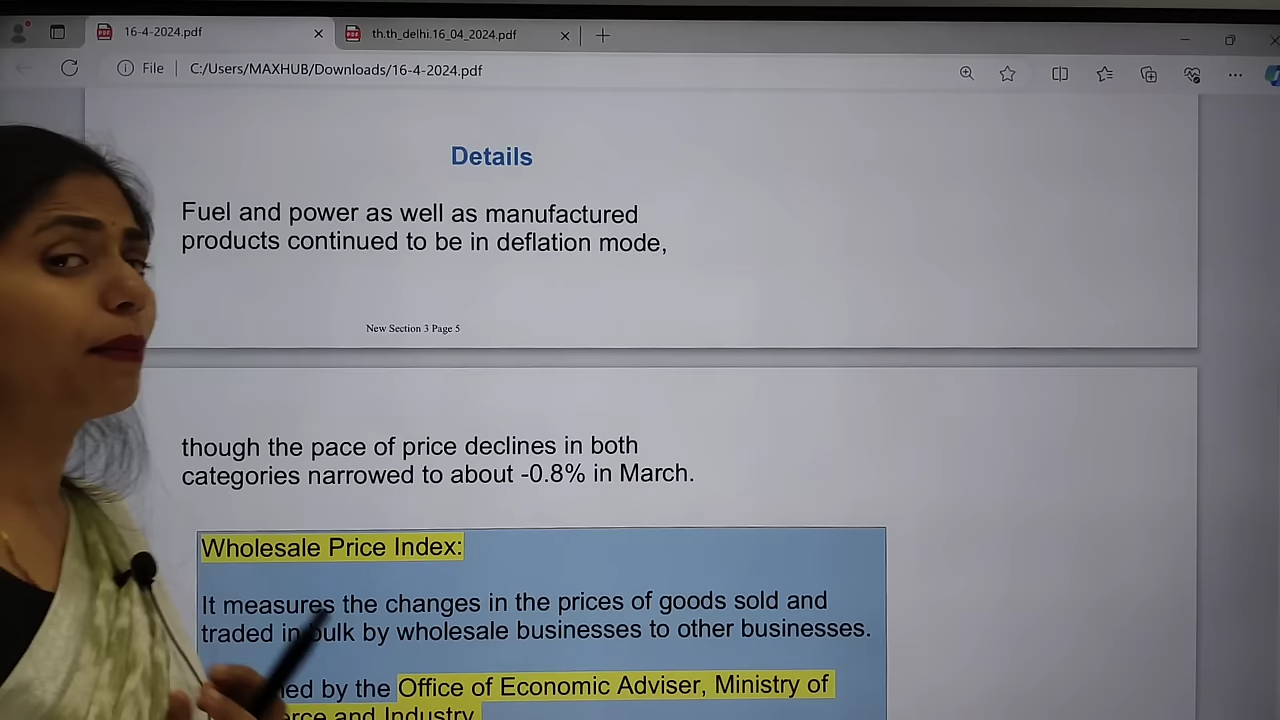 16-4-2024.pdf
th.th_delhi.16_04_2024.pdf
File
C:/Users/MAXHUB/Downloads/16-4-2024.pdf
Details
Fuel and power as well as manufactured
products continued to be in deflation mode,
New Section 3 Page 5
though the pace of price declines in both
categories narrowed to about -0.8% in March.
Wholesale Price Index:
It measures the changes in the prices of goods sold and
traded in bulk by wholesale businesses to other businesses.
by the Office of Economic Adviser, Ministry of
and Industry